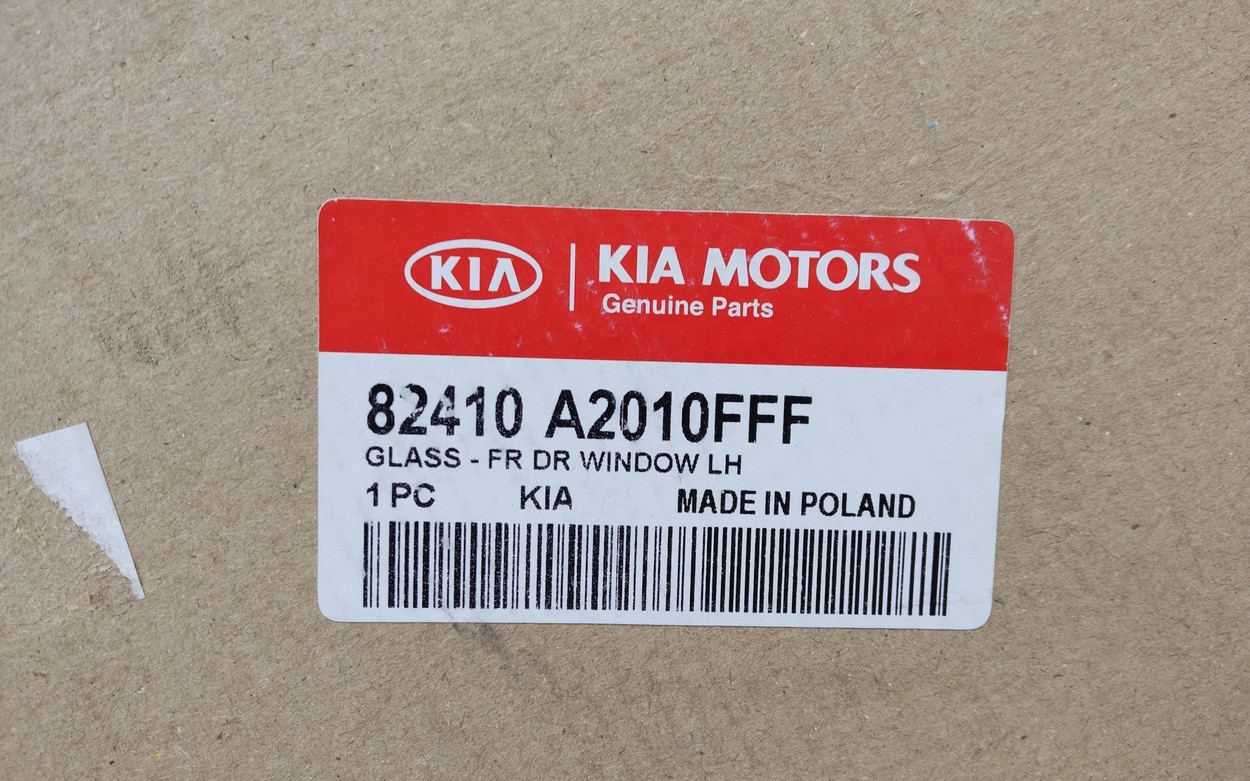 KIA
KIA MOTORS
Genuine Parts
82410 A2010FFF
GLASS - FR DR WINDOW LH
1 PC KIA MADE IN POLAND